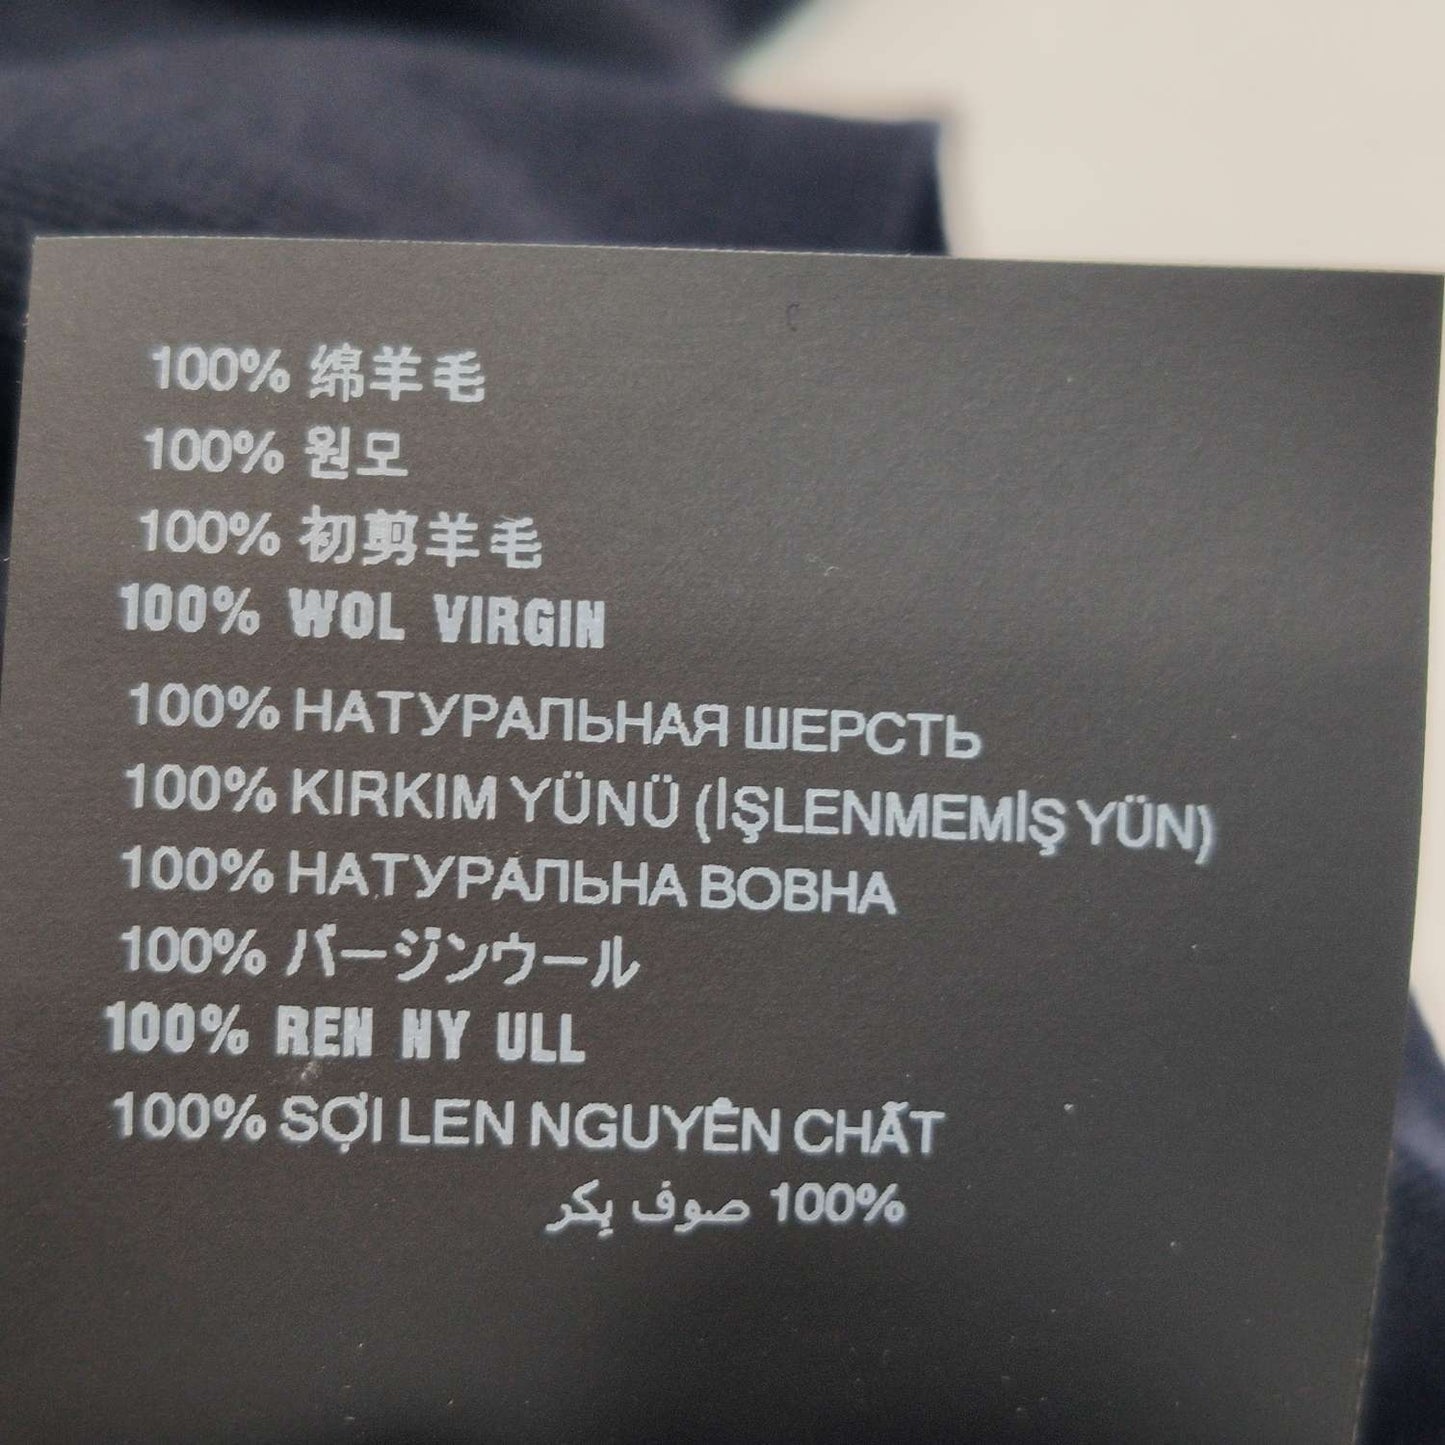 100% 绵羊毛
100% 원모
100% 初剪羊毛
100% WOL VIRGIN
100% НАТУРАЛЬНАЯ ШЕРСТЬ
100% KIRKIM YÜNÜ (İŞLENMEMİŞ YÜN)
100% НАТУРАЛЬНА ВОВНА
100% バージンウール
100% REN NY ULL
100% SỢI LEN NGUYÊN CHẤT
100% صوف بِكر